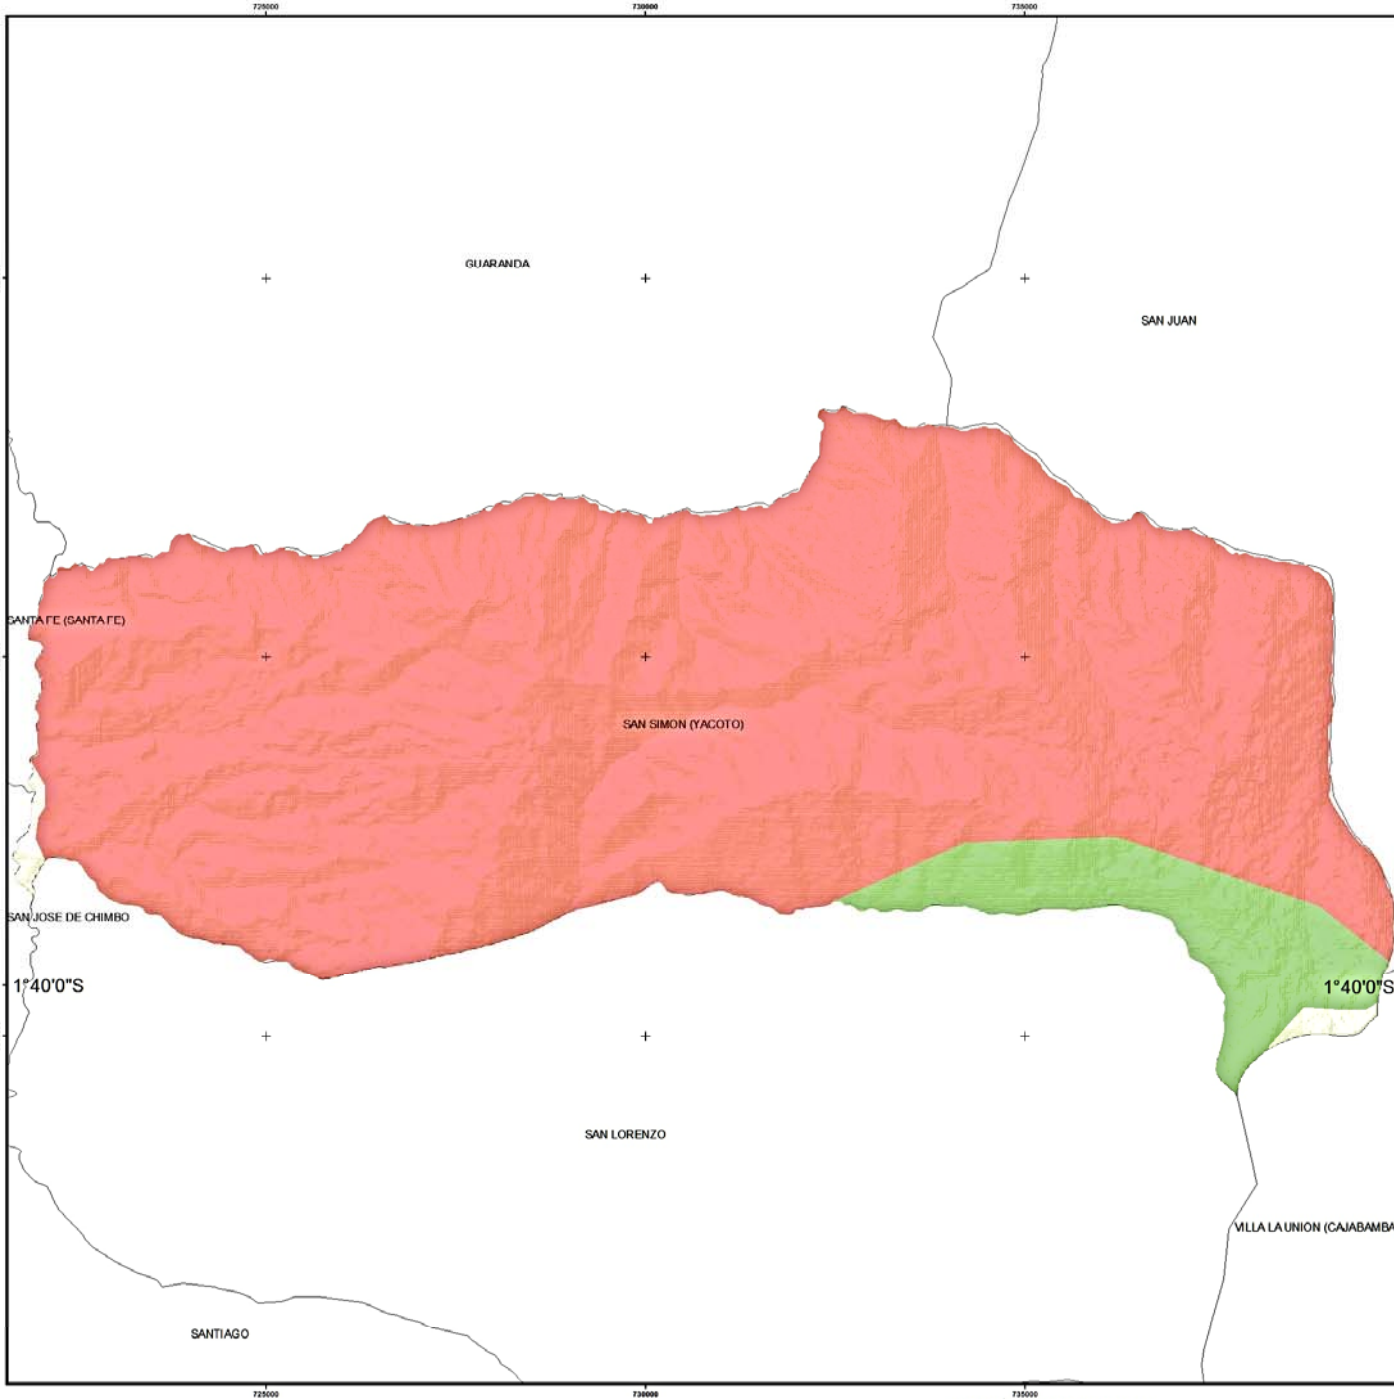 725000 730000 735000
GUARANDA
SAN JUAN
SANTA FE (SANTA FE)
SAN SIMON (YACOTO)
SAN JOSE DE CHIMBO
1°40'0"S 1°40'0"S
SAN LORENZO
VILLA LA UNION (CAJABAMBA
SANTIAGO
725000 730000 735000